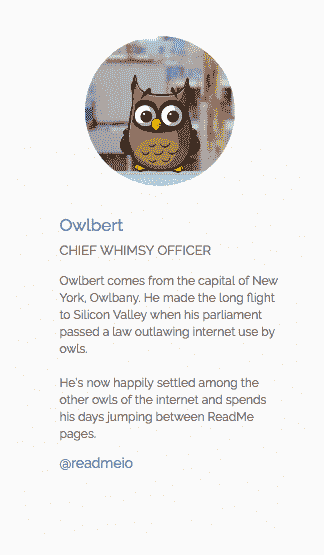 Owlbert
CHIEF WHIMSY OFFICER
Owlbert comes from the capital of New
York, Owlbany. He made the long flight
to Silicon Valley when his parliament
passed a law outlawing internet use by
owls.
He's now happily settled among the
other owls of the internet and spends
his days jumping between ReadMe
pages.
@readmeio